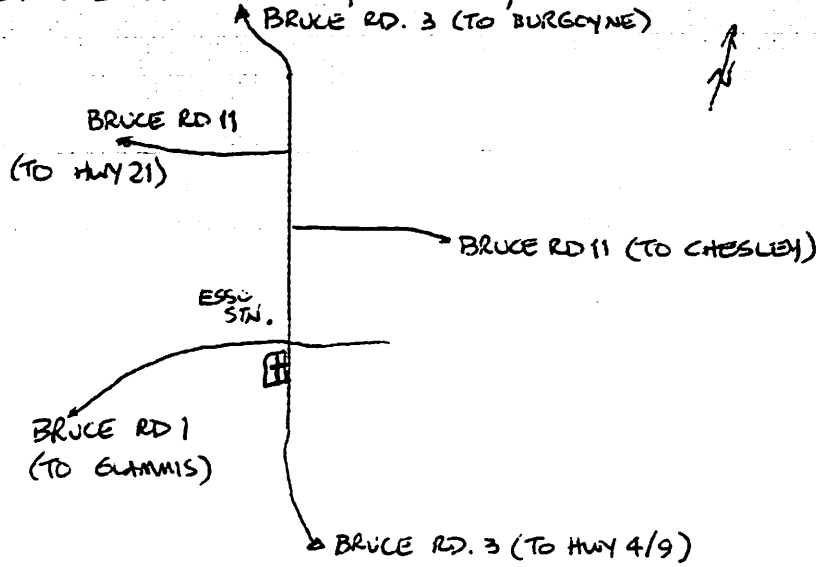 BRUCE RD. 3 (TO BURGOYNE)
N
BRUCE RD 11
(TO HWY 21)
BRUCE RD 11 (TO CHESLEY)
ESSO
STN.
BRUCE RD 1
(TO GLAMMIS)
BRUCE RD. 3 (TO HWY 4/9)